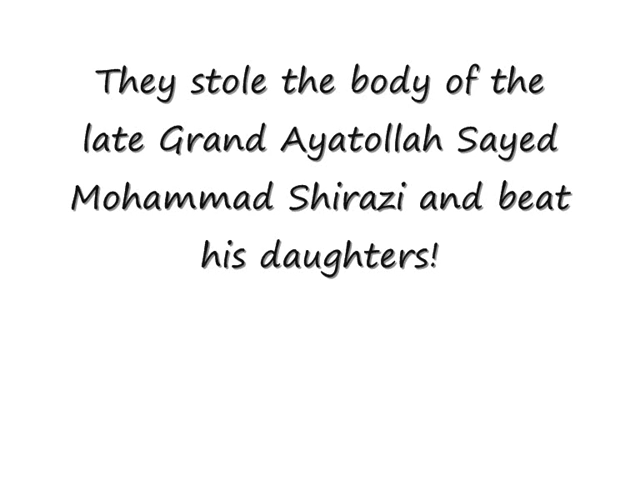 They stole the body of the
late Grand Ayatollah Sayed
Mohammad Shirazi and beat
his daughters!